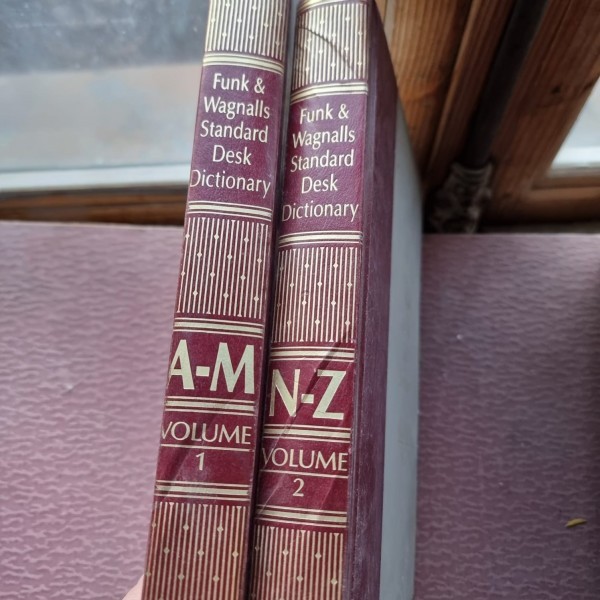 Funk &
Wagnalls
Standard
Desk
Dictionary
A-M
VOLUME
1
Funk &
Wagnalls
Standard
Desk
Dictionary
N-Z
VOLUME
2